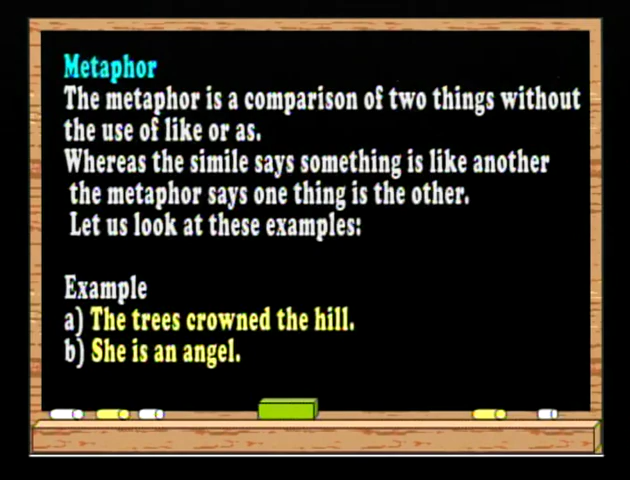 Metaphor
The metaphor is a comparison of two things without
the use of like or as.
Whereas the simile says something is like another
the metaphor says one thing is the other.
Let us look at these examples:
Example
a) The trees crowned the hill.
b) She is an angel.